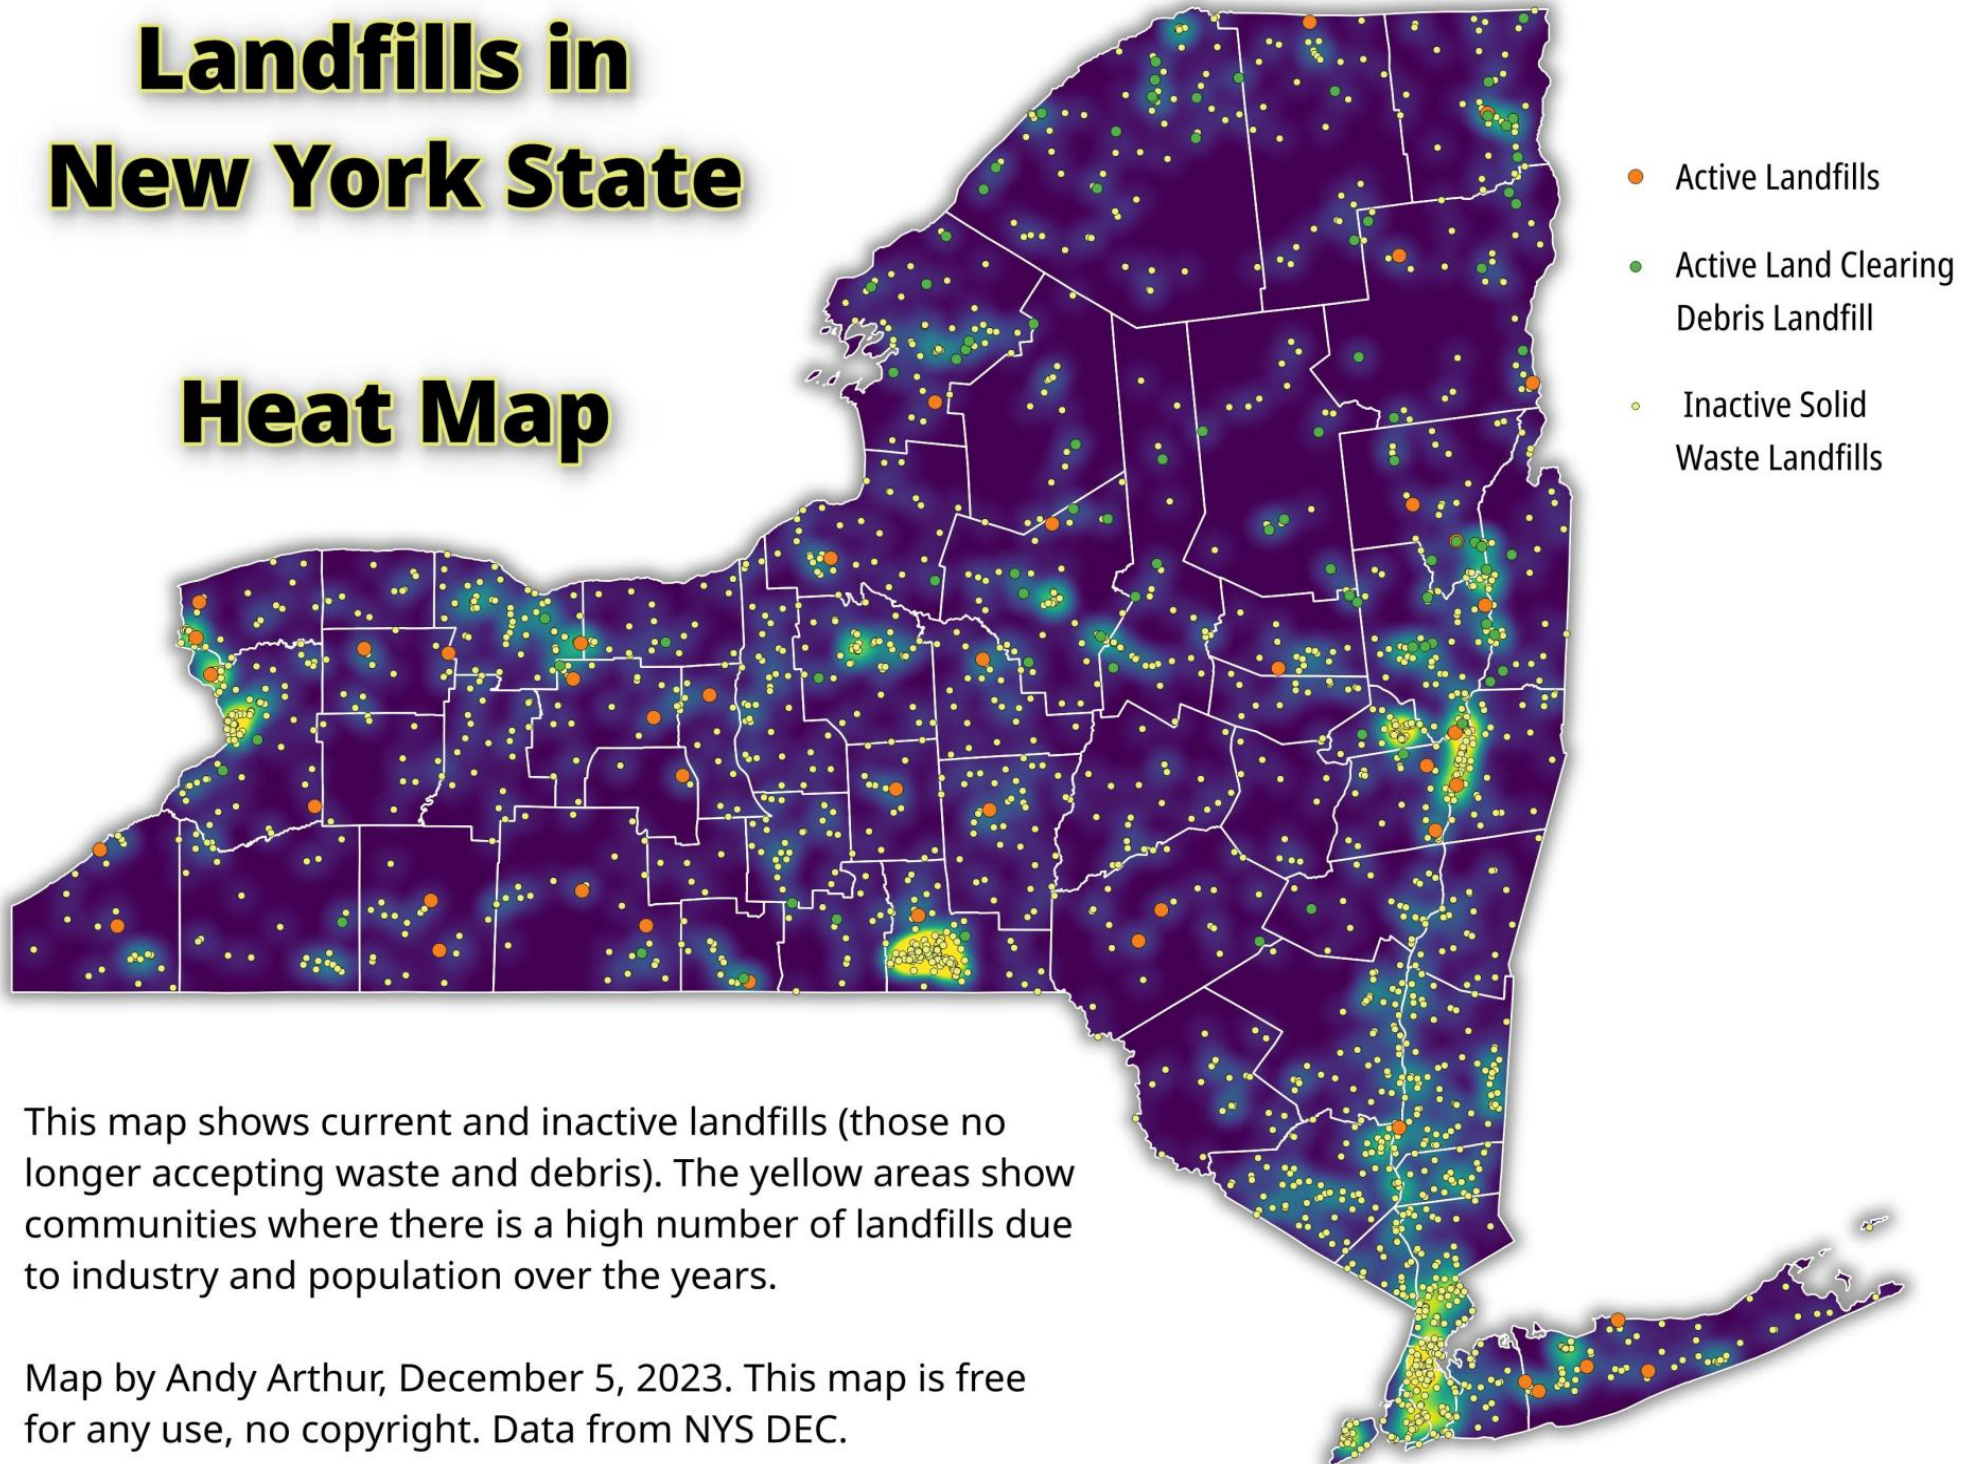 Landfills in
New York State
Heat Map
Active Landfills
Active Land Clearing
Debris Landfill
Inactive Solid
Waste Landfills
This map shows current and inactive landfills (those no
longer accepting waste and debris). The yellow areas show
communities where there is a high number of landfills due
to industry and population over the years.
Map by Andy Arthur, December 5, 2023. This map is free
for any use, no copyright. Data from NYS DEC.